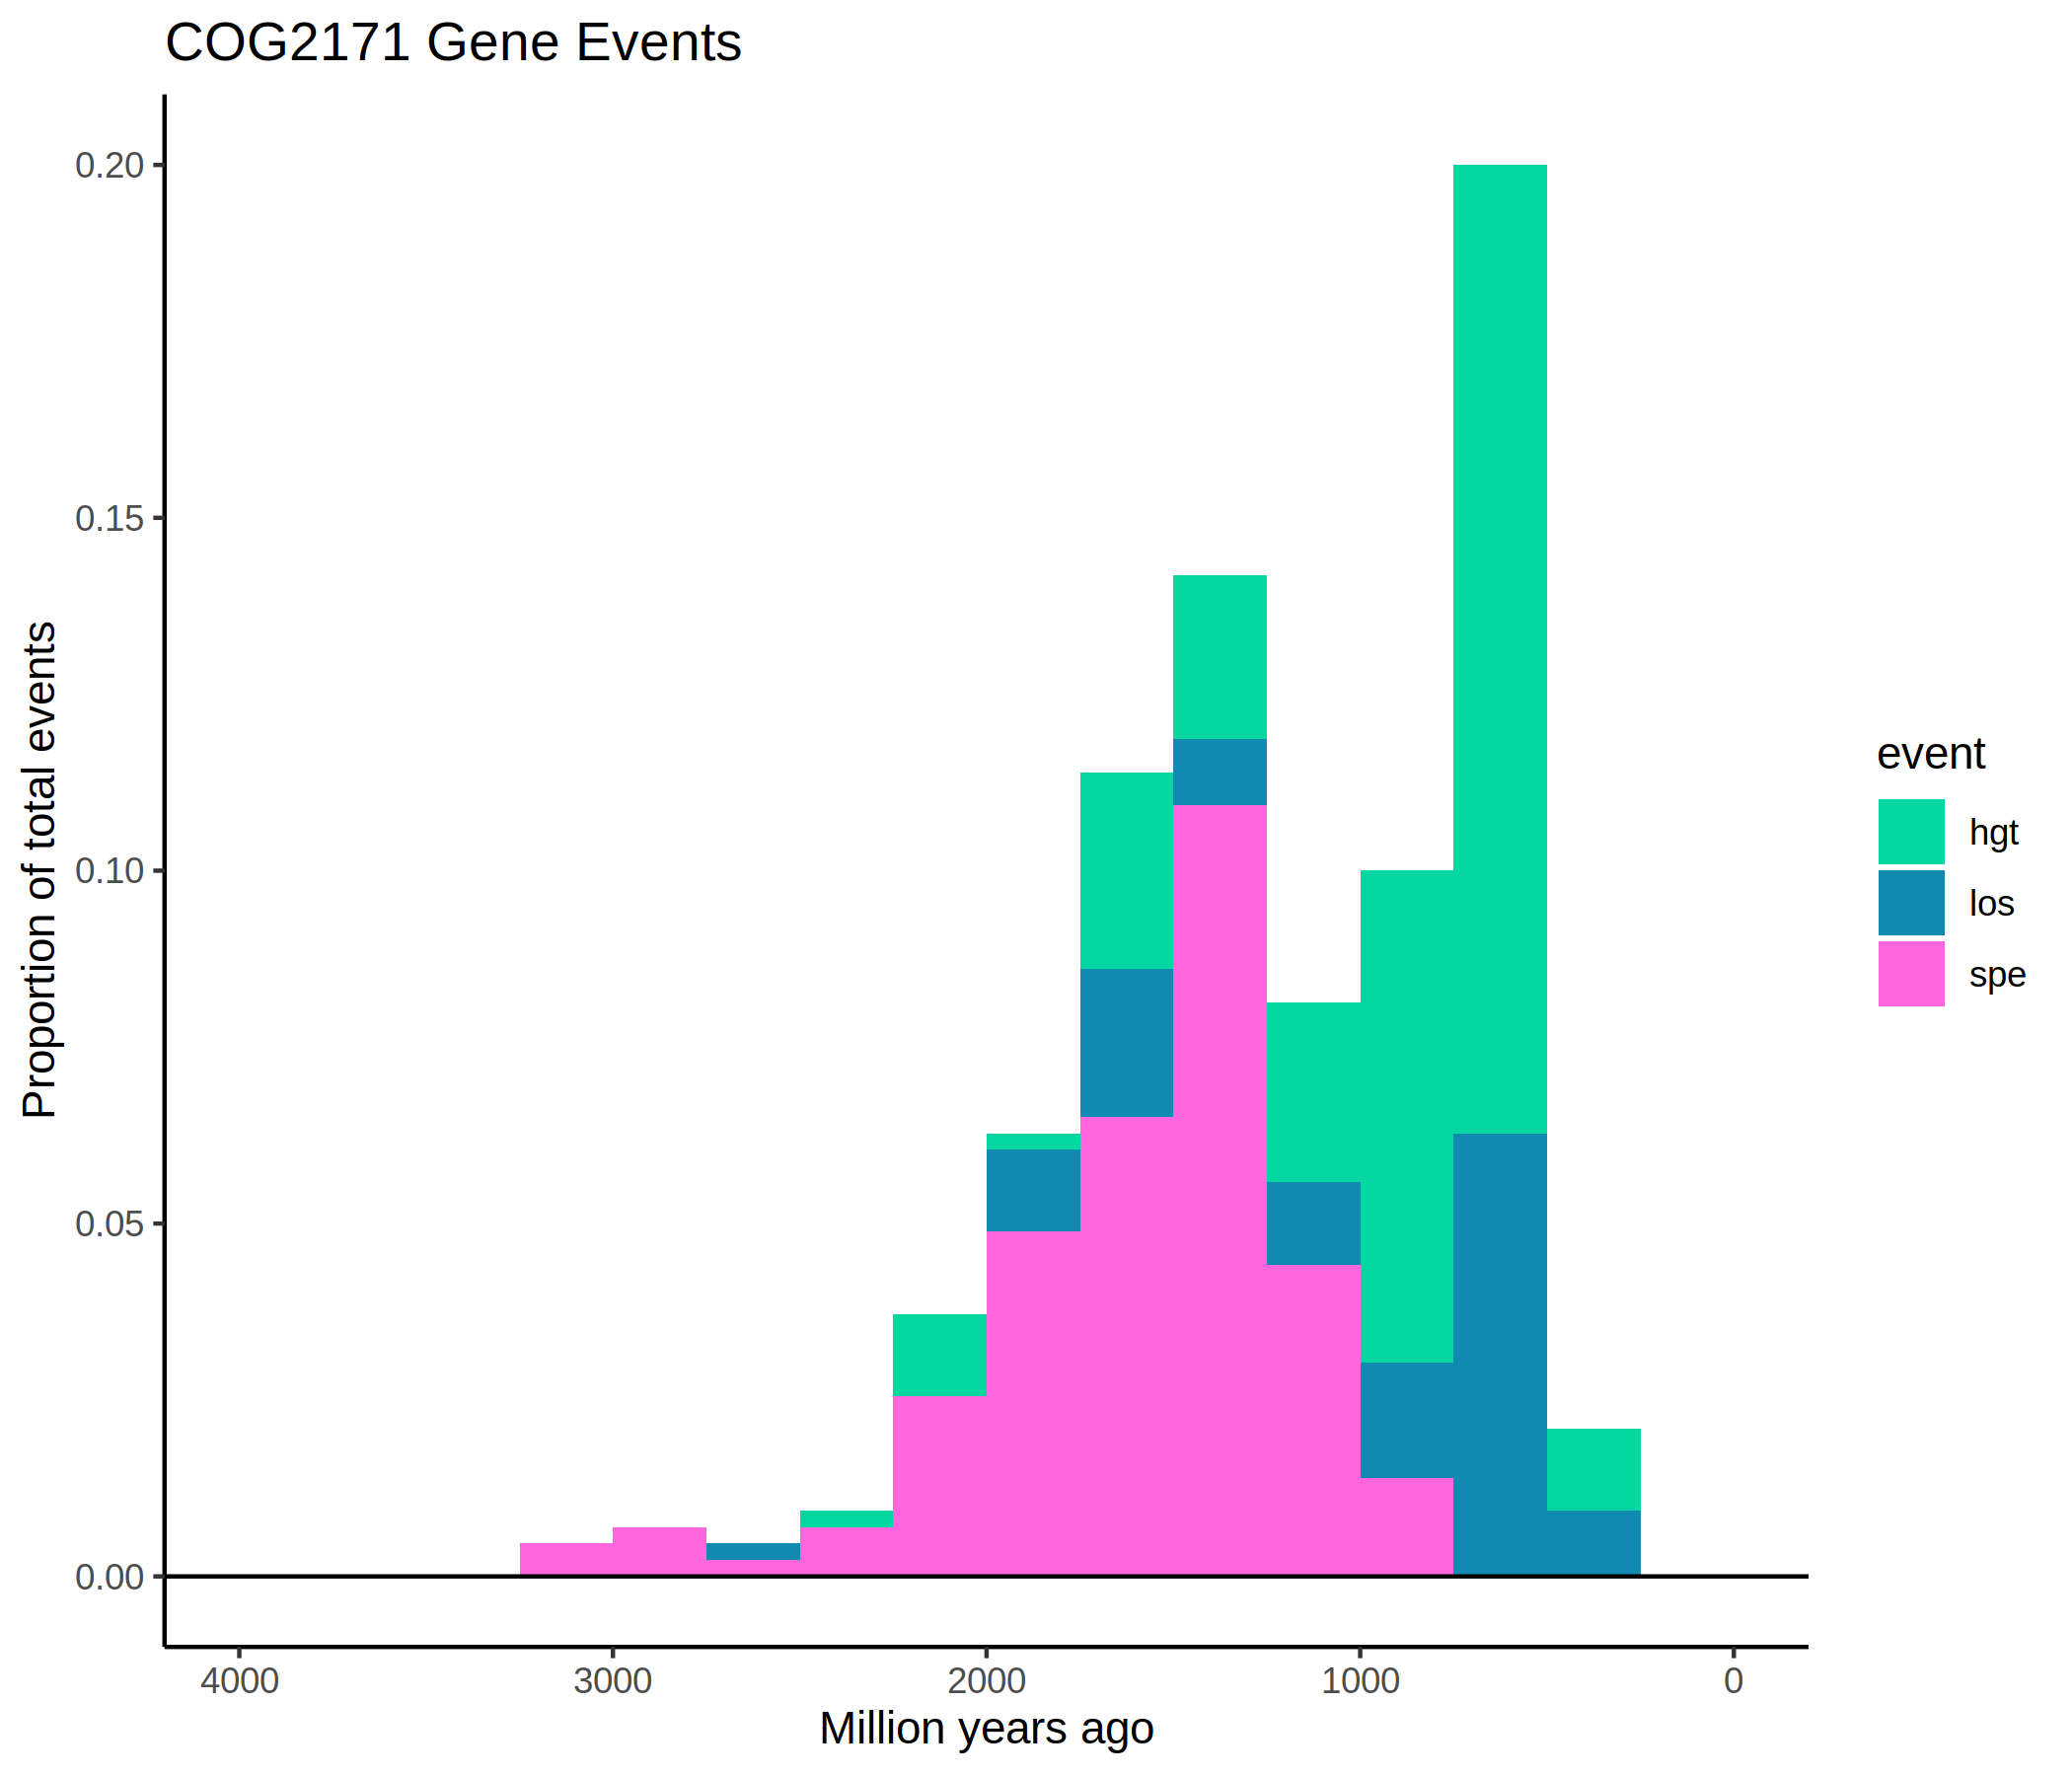 COG2171 Gene Events
Proportion of total events
0.20
0.15
0.10
0.05
0.00
4000 3000 2000 1000 0
Million years ago
event
hgt
los
spe